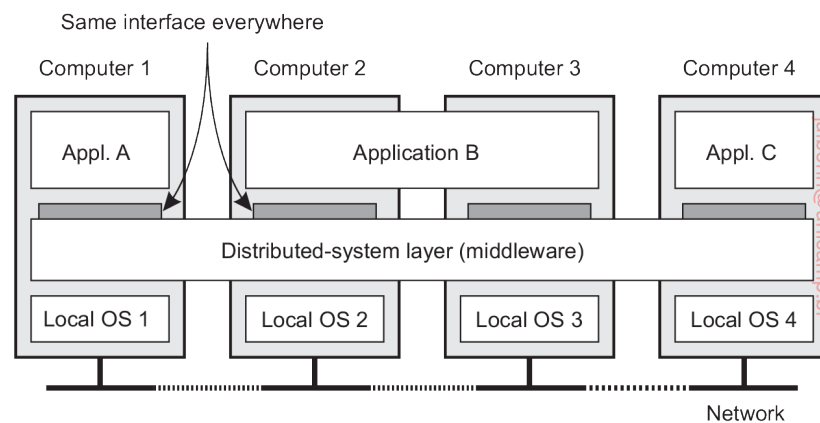 Same interface everywhere
Computer 1 Computer 2 Computer 3 Computer 4
Appl. A Application B Appl. C
Distributed-system layer (middleware)
Local OS 1 Local OS 2 Local OS 3 Local OS 4
Network